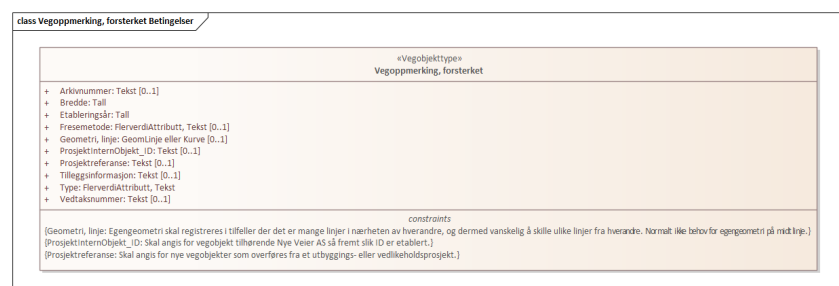 class Vegoppmerking, forsterket Betingelser
«Vegobjekttype»
Vegoppmerking, forsterket
+ Arkivnummer: Tekst [0..1]
+ Bredde: Tall
+ Etableringsår: Tall
+ Fresemetode: FlerverdiAttributt, Tekst [0..1]
+ Geometri, linje: GeomLinje eller Kurve [0..1]
+ ProsjektInternObjekt_ID: Tekst [0..1]
+ Prosjektreferanse: Tekst [0..1]
+ Tilleggsinformasjon: Tekst [0..1]
+ Type: FlerverdiAttributt, Tekst
+ Vedtaksnummer: Tekst [0..1]
constraints
{Geometri, linje: Egengeometri skal registreres i tilfeller der det er mange linjer i nærheten av hverandre, og dermed vanskelig å skille ulike linjer fra hverandre. Normalt ikke behov for egengeometri på midtlinje.}
{ProsjektInternObjekt_ID: Skal angis for vegobjekt tilhørende Nye Veier AS så fremt slik ID er etablert.}
{Prosjektreferanse: Skal angis for nye vegobjekter som overføres fra et utbyggings- eller vedlikeholdsprosjekt.}